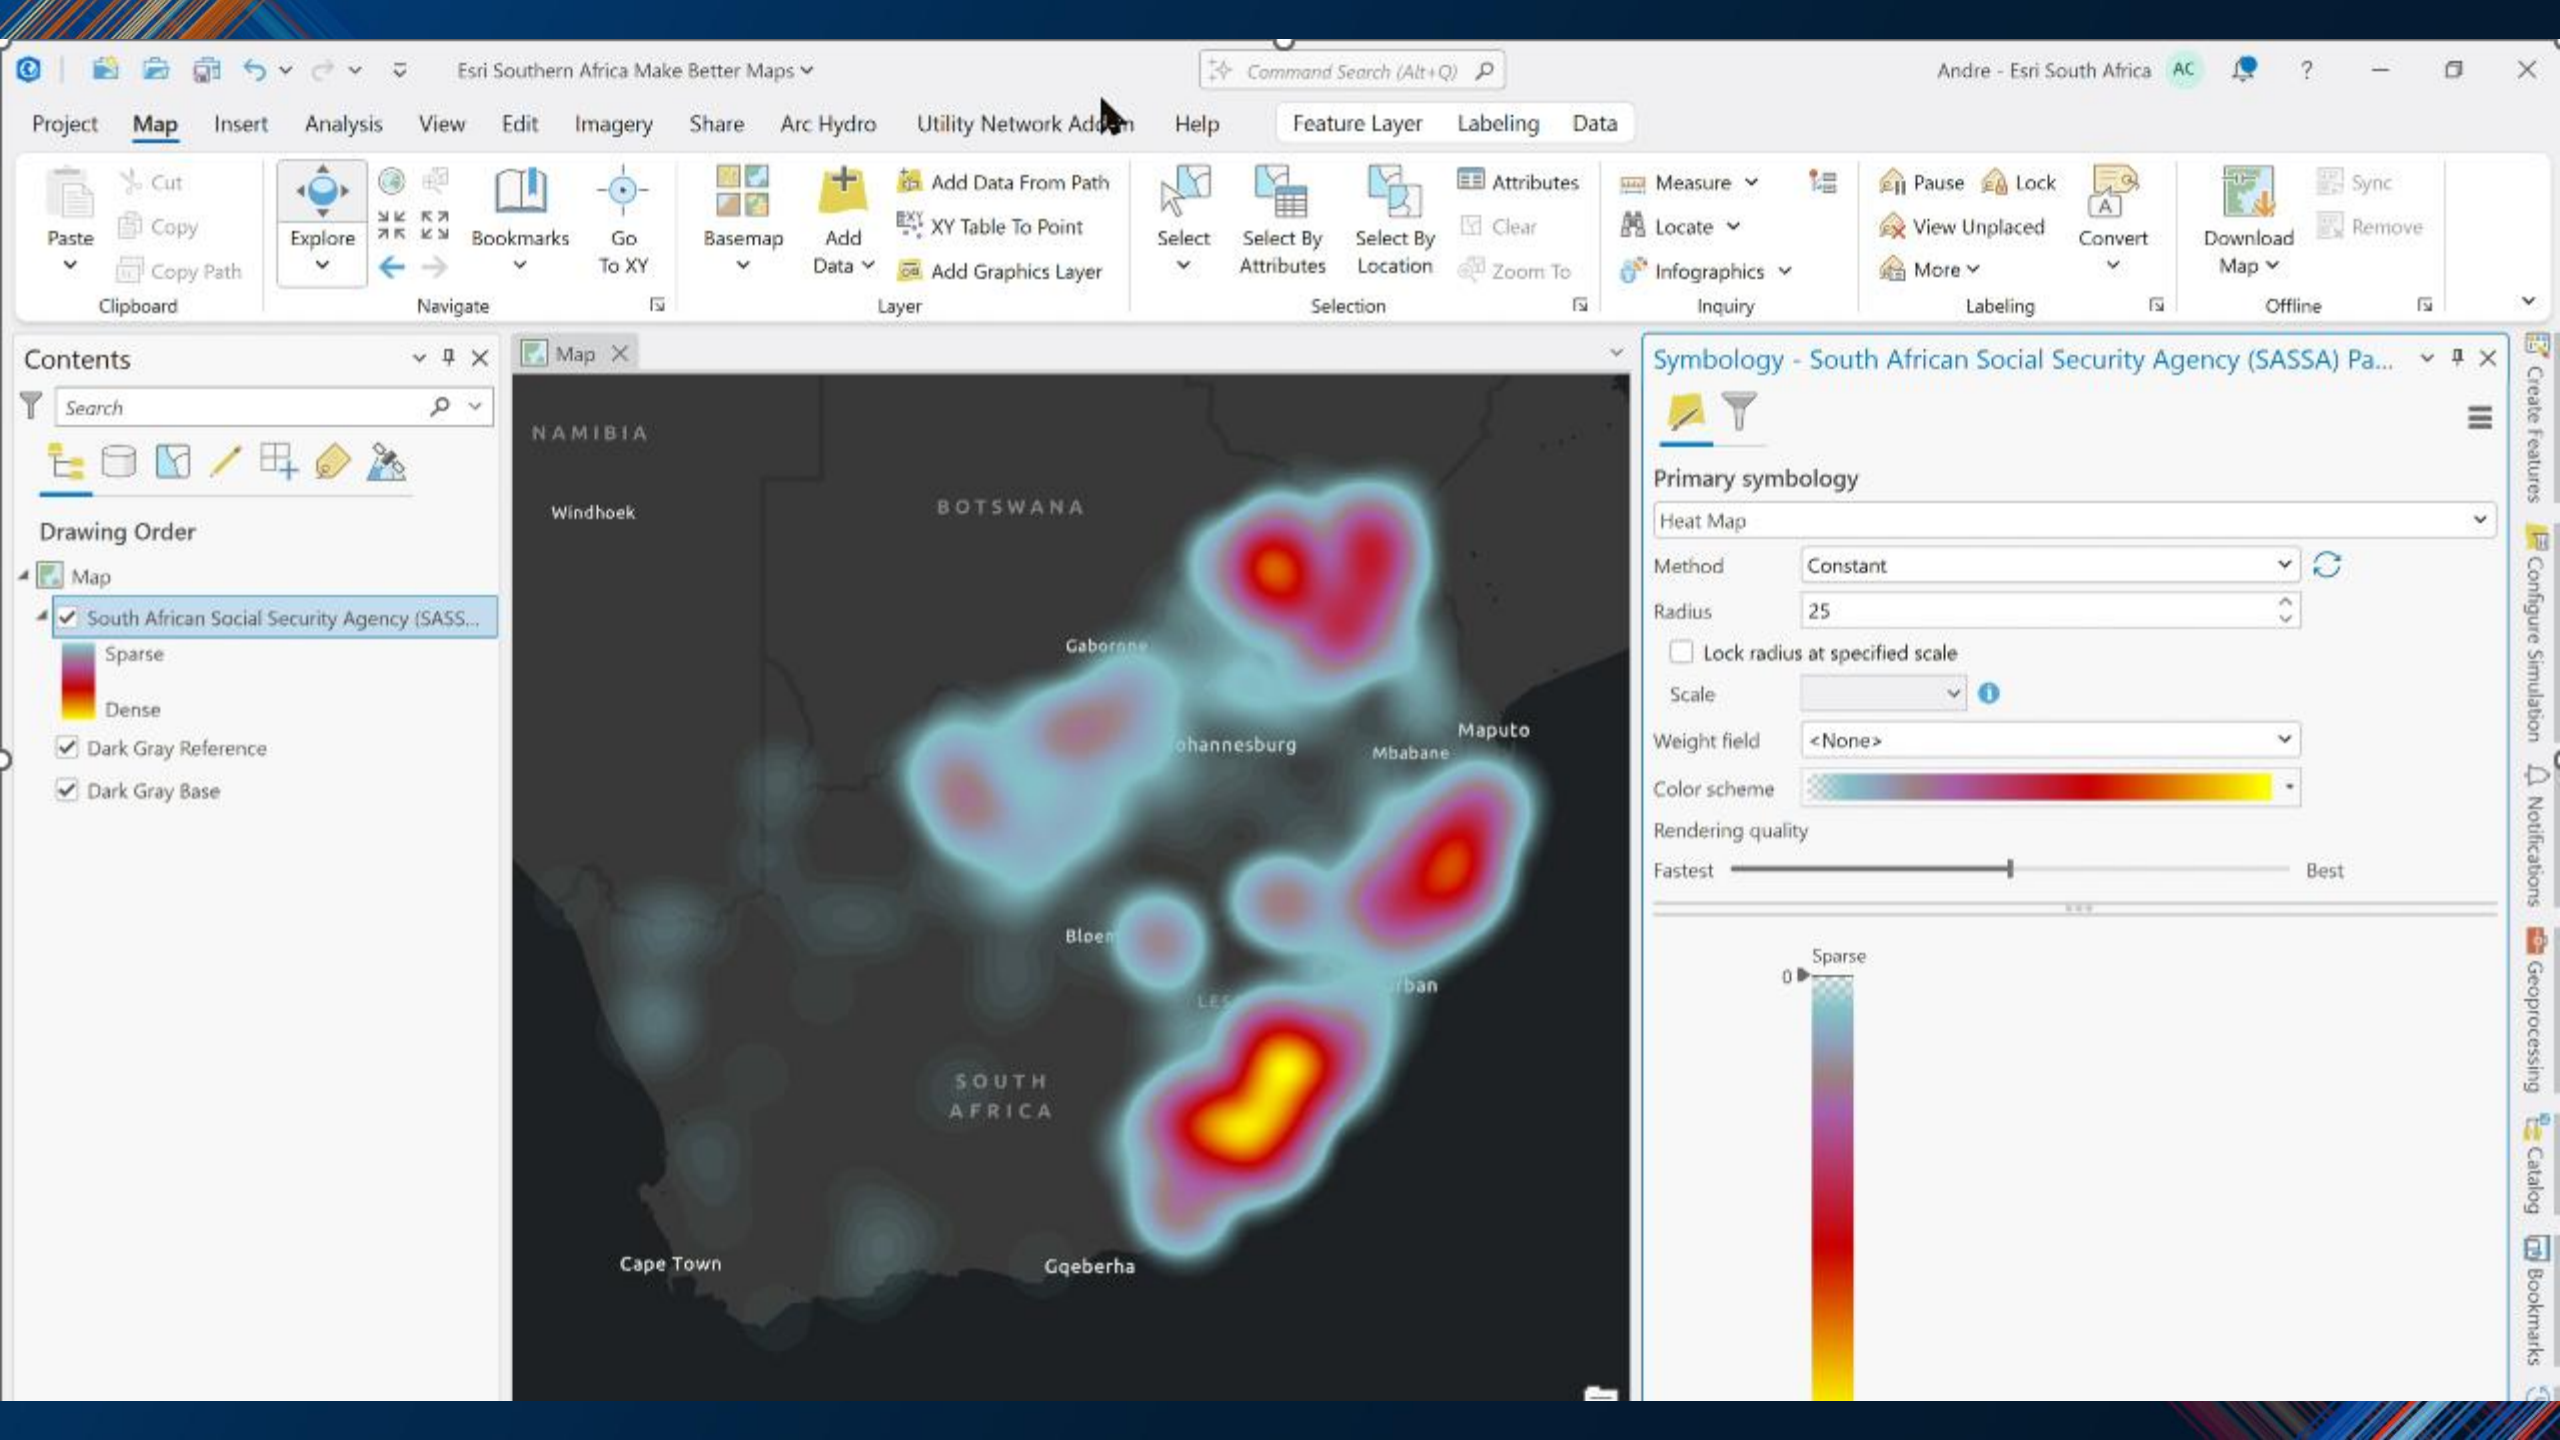 Esri Southern Africa Make Better Maps
Command Search (Alt+Q)
Andre - Esri South Africa AC
Project Map Insert Analysis View Edit Imagery Share Arc Hydro Utility Network Help Feature Layer Labeling Data
Paste
Cut
Copy
Copy Path
Clipboard
Explore
Bookmarks
Go
To XY
Navigate
Basemap
Add
Data
Add Data From Path
XY Table To Point
Add Graphics Layer
Layer
Select
Select By
Attributes
Select By
Location
Attributes
Clear
Zoom To
Selection
Measure
Locate
Infographics
Inquiry
Pause Lock
View Unplaced
More
Convert
Labeling
Download
Map
Sync
Remove
Offline
Contents
Search
Drawing Order
Map
South African Social Security Agency (SASS...
Sparse
Dense
Dark Gray Reference
Dark Gray Base
Map
NAMIBIA
Windhoek
BOTSWANA
Gaborone
ohannesburg
Maputo
Mbabane
Bloem
LES
rban
SOUTH
AFRICA
Cape Town
Gqeberha
Symbology - South African Social Security Agency (SASSA) Pa...
Primary symbology
Heat Map
Method Constant
Radius 25
Lock radius at specified scale
Scale
Weight field <None>
Color scheme
Rendering quality
Fastest Best
Sparse
0
Create Features
Configure Simulation
Notifications
Geoprocessing
Catalog
Bookmarks